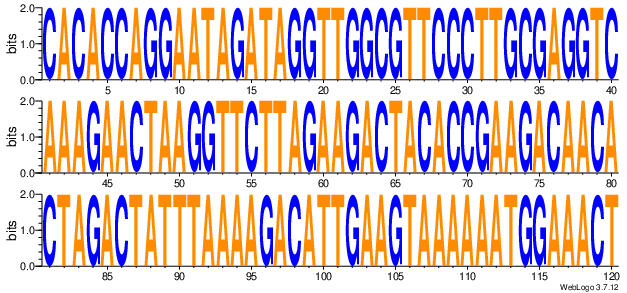 2.0
bits
1.0
0.0
CACACCAGGAATAGATAGGTTGGCGTTCCCTTGCGAGGTC
5 10 15 20 25 30 35 40
2.0
bits
1.0
0.0
AAAGAACTAAGGTTCTTAGAAGACTACACCGAAGACAACA
45 50 55 60 65 70 75 80
2.0
bits
1.0
0.0
CTAGACTATTTAAAAGACATTGAAGTAAAAAATGGAAACT
85 90 95 100 105 110 115 120
WebLogo 3.7.12